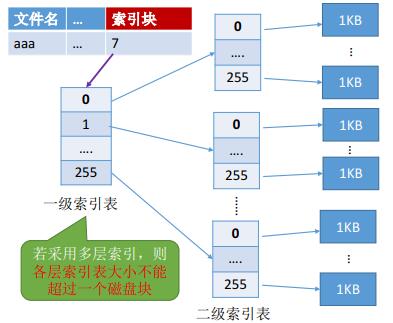 文件名 … 索引块
aaa … 7
0
1
….
255
一级索引表
若采用多层索引，则
各层索引表大小不能
超过一个磁盘块
0
….
255
0
….
255
……
0
….
255
二级索引表
1KB
…
1KB
1KB
…
1KB
1KB
…
1KB